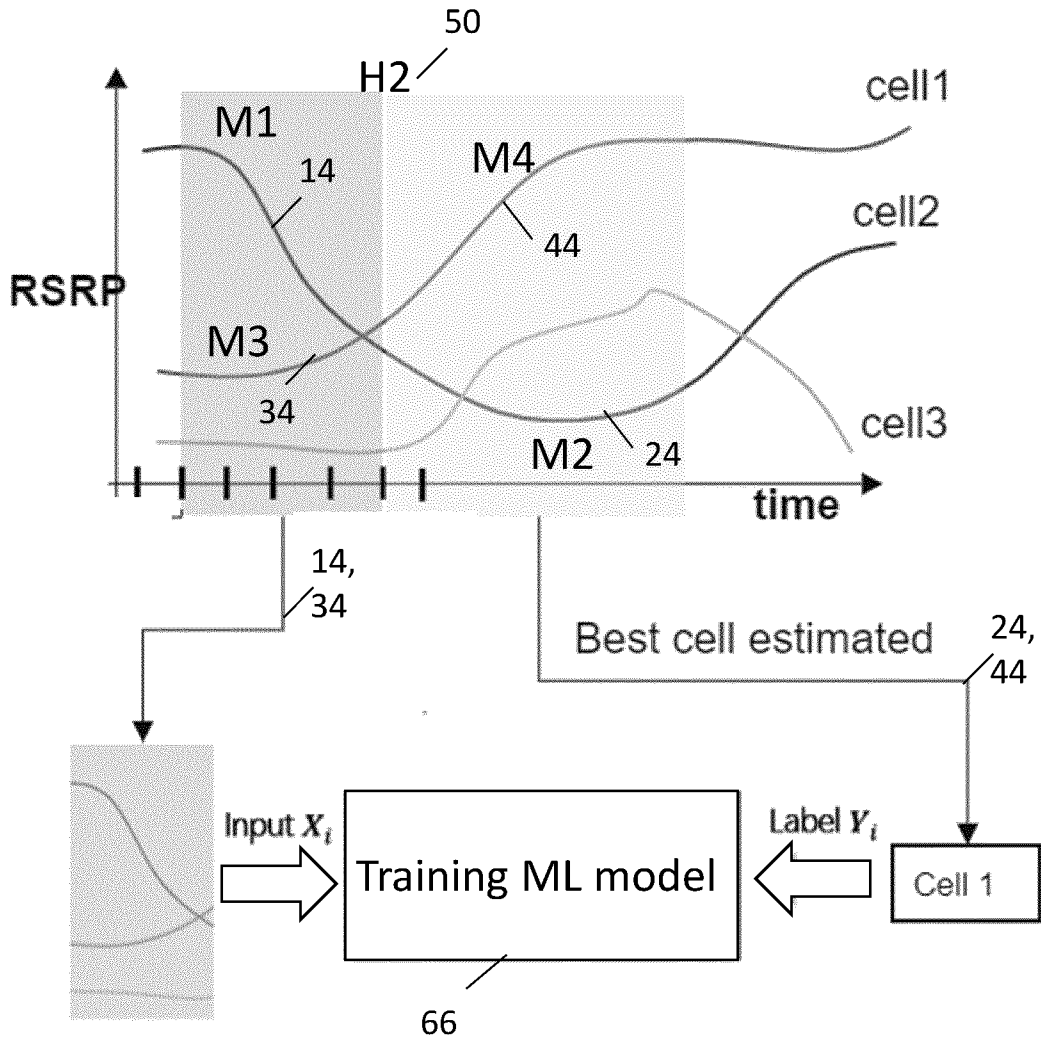 50
H2
cell1
M1
M4
14
44
cell2
RSRP
M3
34
cell3
M2
24
time
14,
34
Best cell estimated
24,
44
Input Xᵢ
Label Yᵢ
Training ML model
Cell 1
66